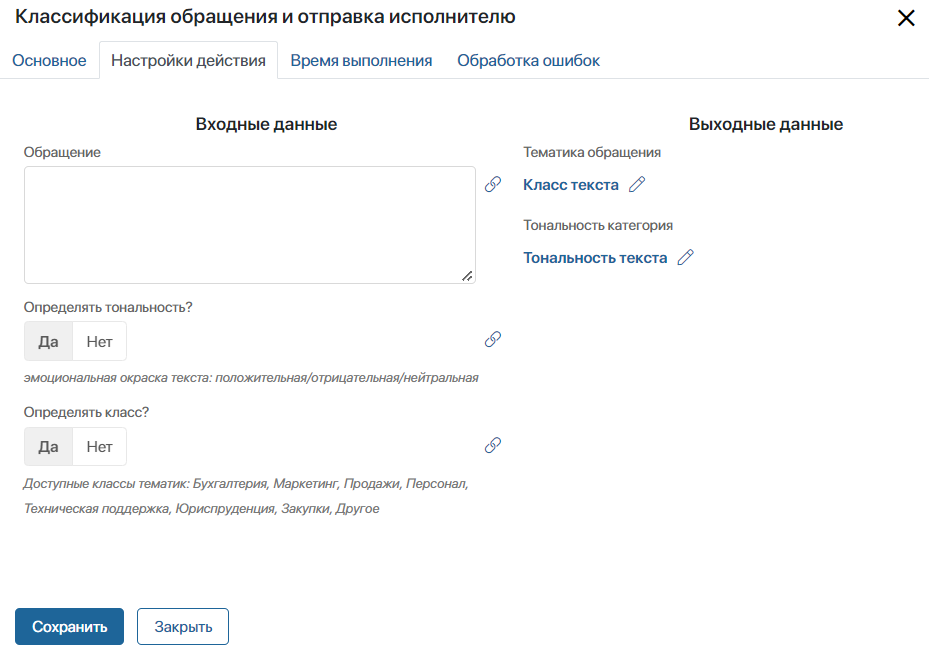 Классификация обращения и отправка исполнителю
Основное
Настройки действия
Время выполнения
Обработка ошибок
Входные данные
Обращение
Определять тональность?
Да
Нет
эмоциональная окраска текста: положительная/отрицательная/нейтральная
Определять класс?
Да
Нет
Доступные классы тематик: Бухгалтерия, Маркетинг, Продажи, Персонал,
Техническая поддержка, Юриспруденция, Закупки, Другое
Выходные данные
Тематика обращения
Класс текста
Тональность категория
Тональность текста
Сохранить
Закрыть